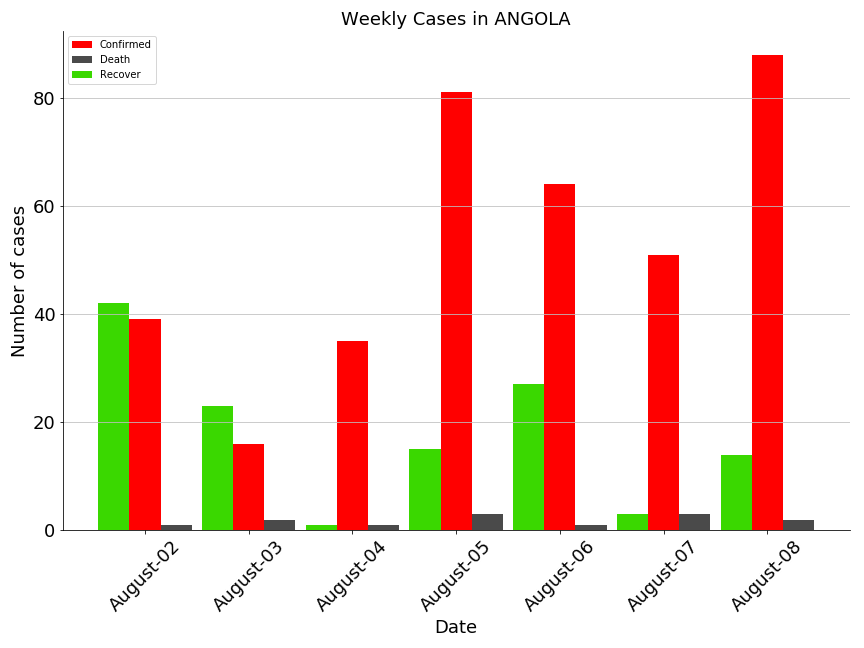 Weekly Cases in ANGOLA
Confirmed
Death
Recover
Number of cases
80
60
40
20
0
August-02
August-03
August-04
August-05
August-06
August-07
August-08
Date